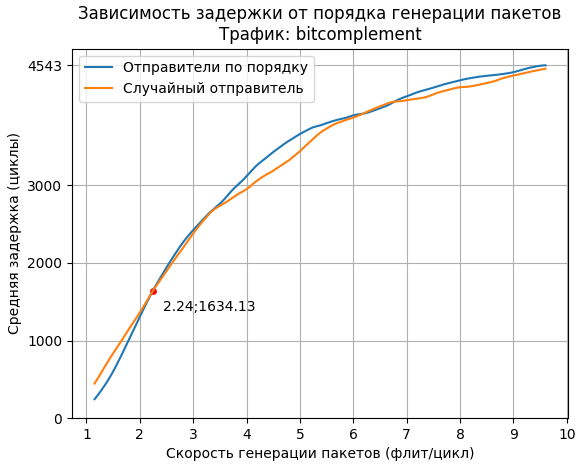 Зависимость задержки от порядка генерации пакетов
Трафик: bitcomplement
Отправители по порядку
Случайный отправитель
Средняя задержка (циклы)
4543
3000
2000
1000
0
2.24;1634.13
1 2 3 4 5 6 7 8 9 10
Скорость генерации пакетов (флит/цикл)